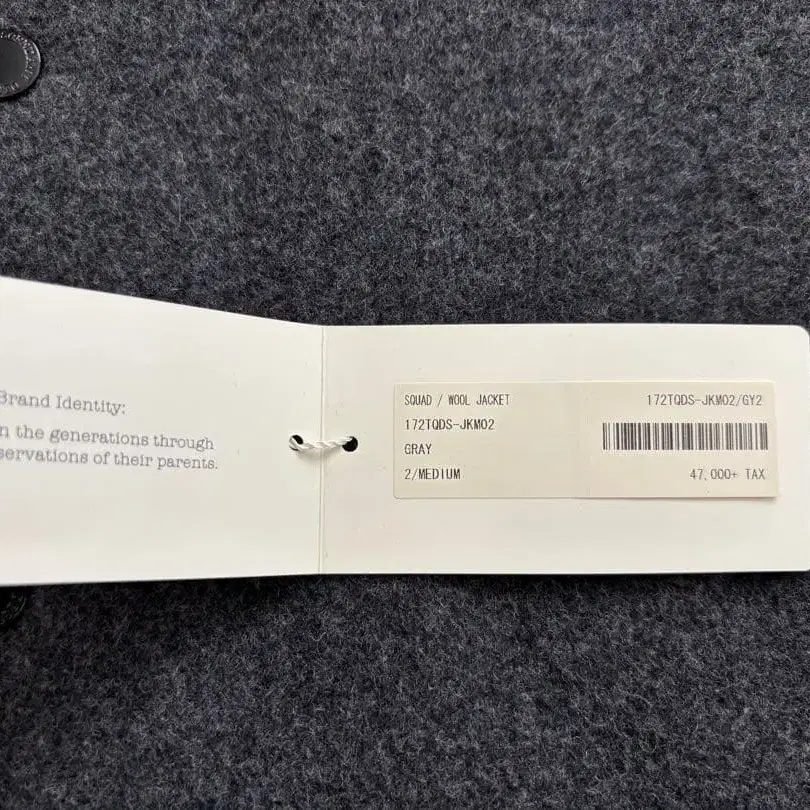 Brand Identity:
n the generations through
servations of their parents.
SQUAD / WOOL JACKET
172TQDS-JKM02/GY2
172TQDS-JKM02
GRAY
2/MEDIUM
47,000+ TAX